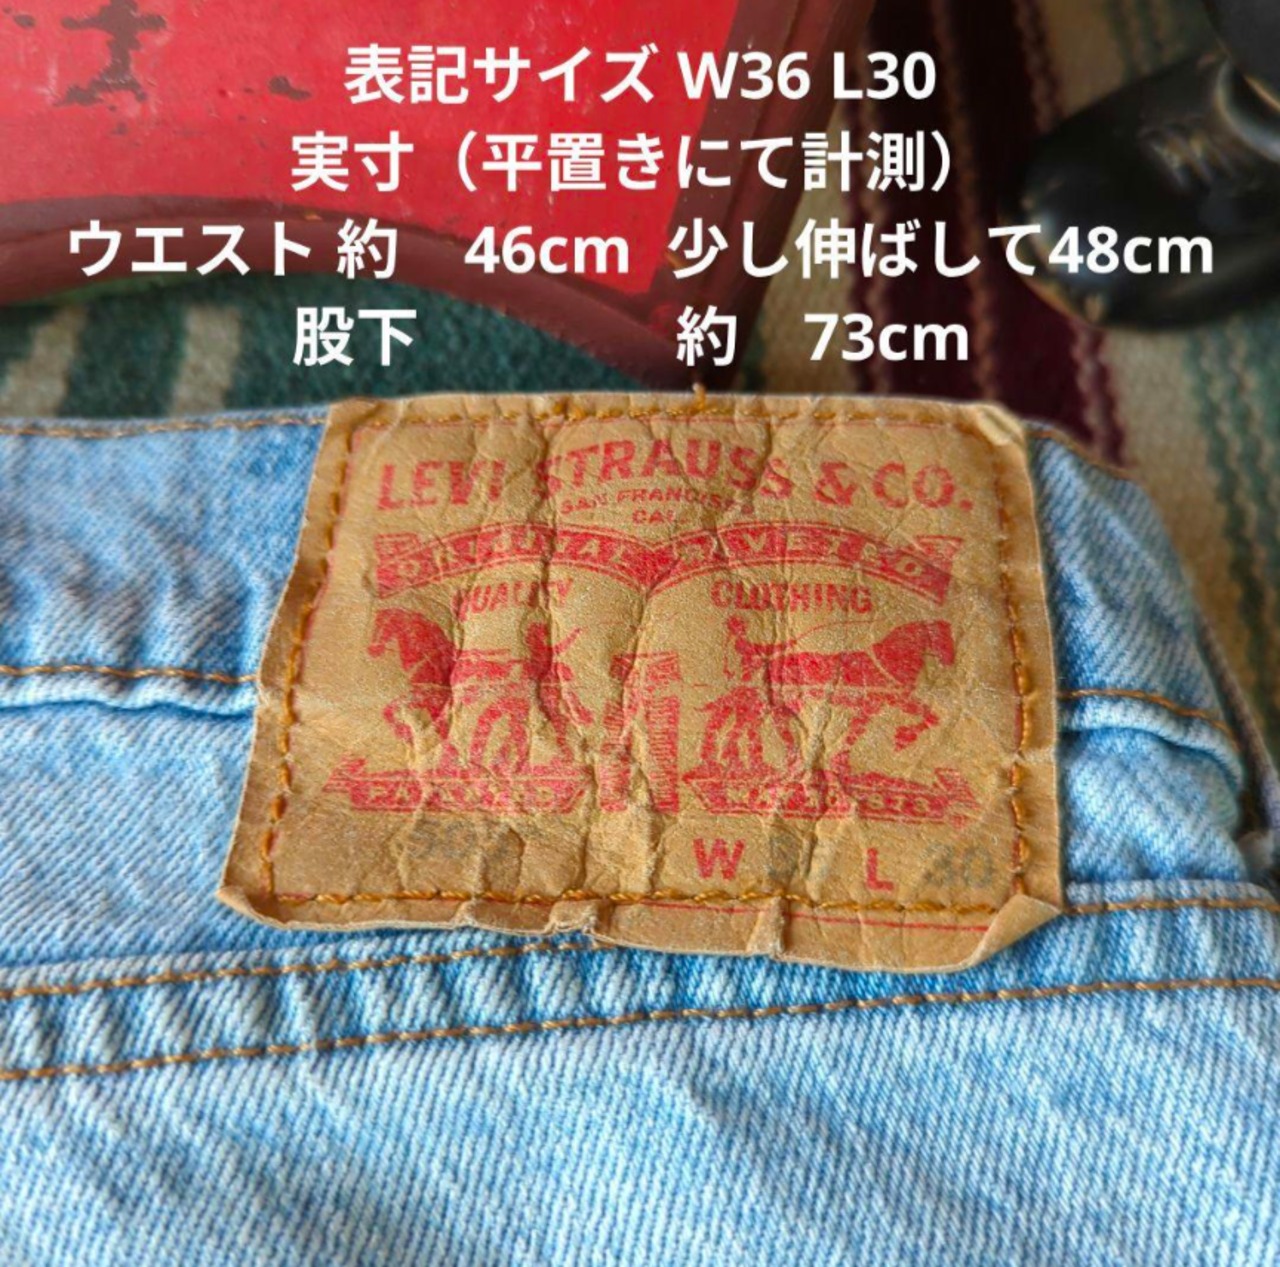 表記サイズ W36 L30
実寸（平置きにて計測）
ウエスト 約　46cm 少し伸ばして48cm
股下　　　　約　73cm
LEVI STRAUSS & CO.
SAN FRANCISCO
CAL
ORIGINAL RIVETED
QUALITY CLOTHING
W L 30